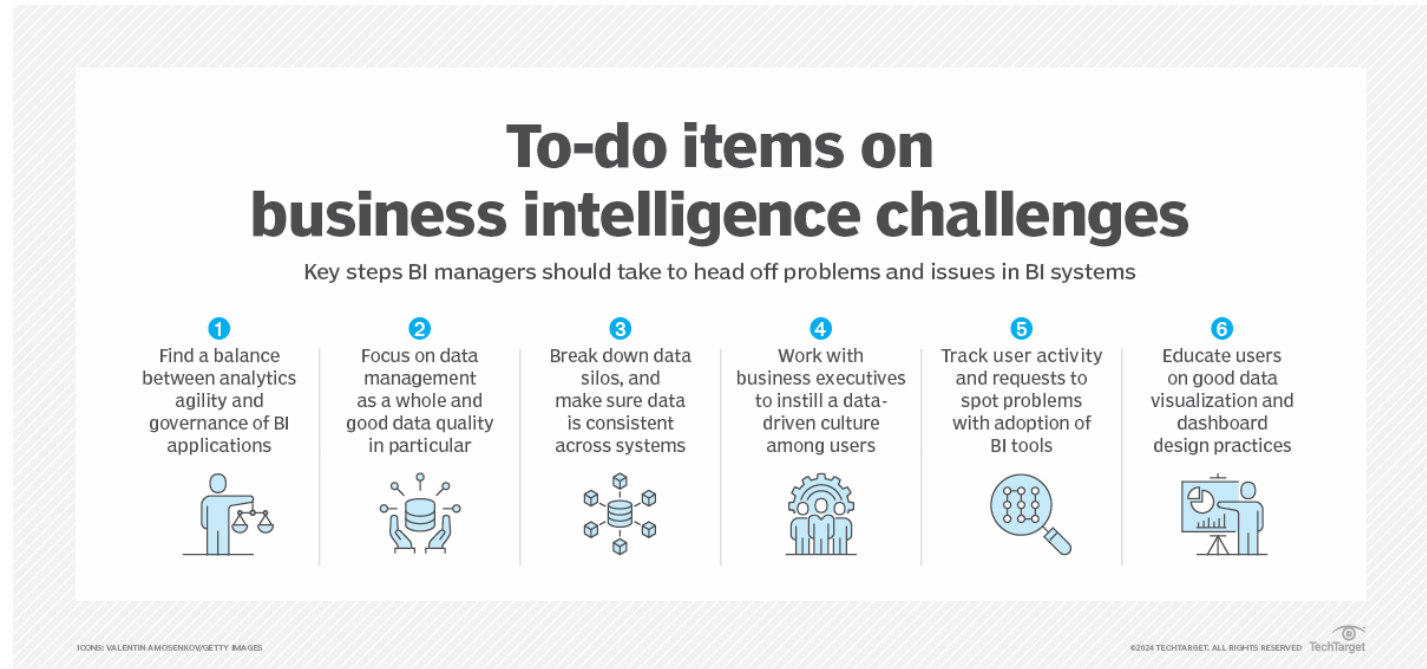 To-do items on
business intelligence challenges
Key steps BI managers should take to head off problems and issues in BI systems
1
Find a balance
between analytics
agility and
governance of BI
applications
2
Focus on data
management
as a whole and
good data quality
in particular
3
Break down data
silos, and
make sure data
is consistent
across systems
4
Work with
business executives
to instill a data-
driven culture
among users
5
Track user activity
and requests to
spot problems
with adoption of
BI tools
6
Educate users
on good data
visualization and
dashboard
design practices
ICONS: VALENTIN AMOSENKOV/GETTY IMAGES
©2024 TECHTARGET. ALL RIGHTS RESERVED
TechTarget